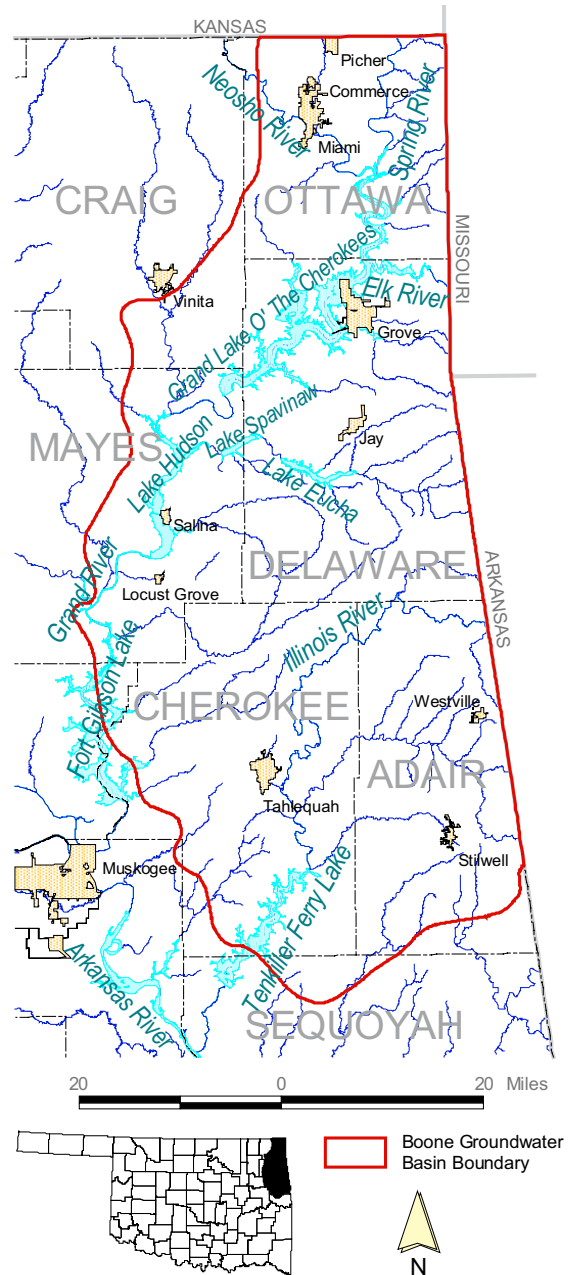 KANSAS
Picher
Commerce
Neosho River
Miami
Spring River
CRAIG
OTTAWA
MISSOURI
Vinita
Grand Lake O' The Cherokees
Elk River
Grove
MAYES
Lake Hudson
Lake Spavinaw
Jay
Lake Eucha
Salina
DELAWARE
ARKANSAS
Grand River
Locust Grove
Illinois River
Fort Gibson Lake
CHEROKEE
Westville
ADAIR
Tahlequah
Stilwell
Muskogee
Tenkiller Ferry Lake
Arkansas River
SEQUOYAH
20 0 20 Miles
Boone Groundwater
Basin Boundary
N